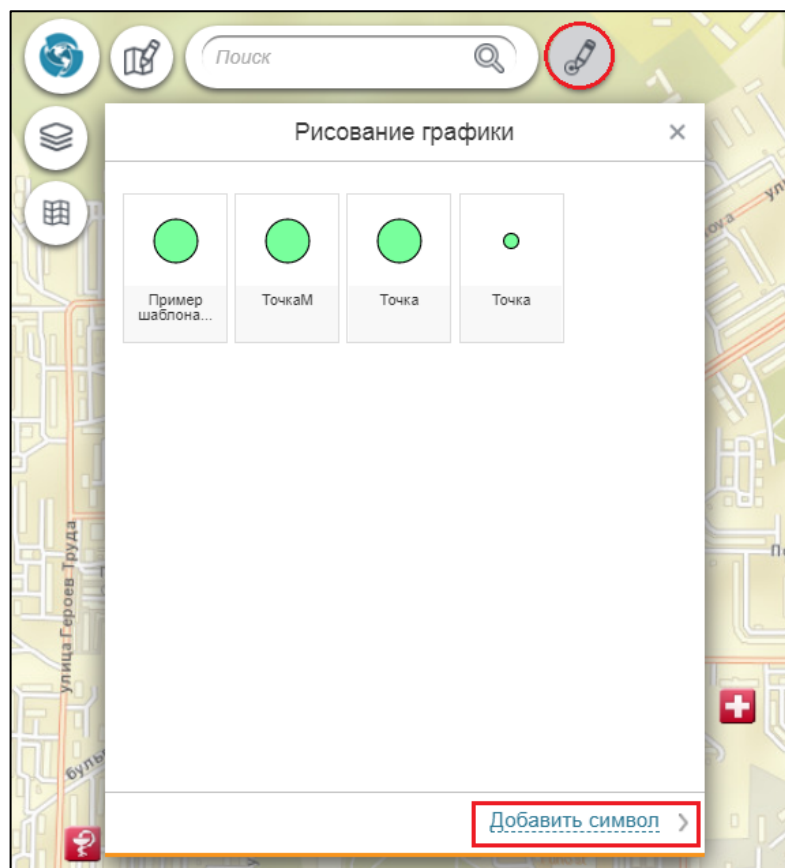 Поиск
Рисование графики
Пример
шаблона...
ТочкаМ
Точка
Точка
улица Героев Труда
Добавить символ